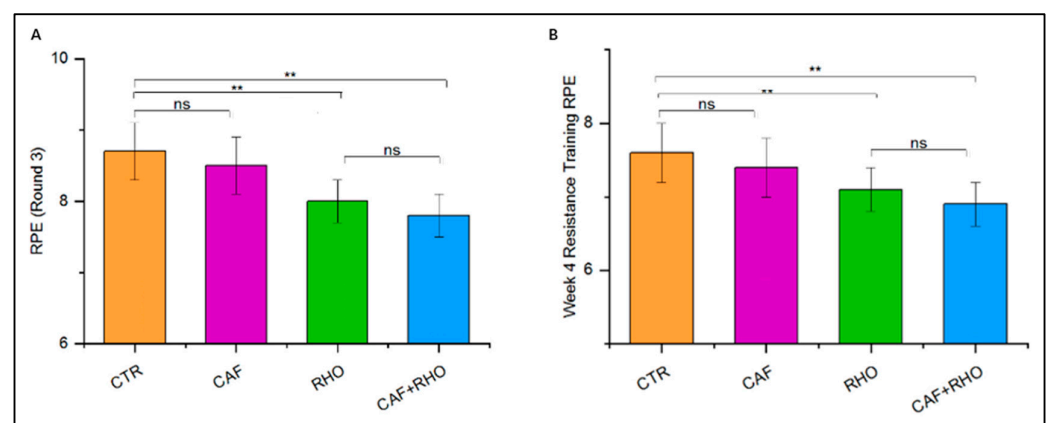 A
RPE (Round 3)
10
8
6
**
**
ns
ns
CTR
CAF
RHO
CAF+RHO
B
Week 4 Resistance Training RPE
8
6
**
**
ns
ns
CTR
CAF
RHO
CAF+RHO